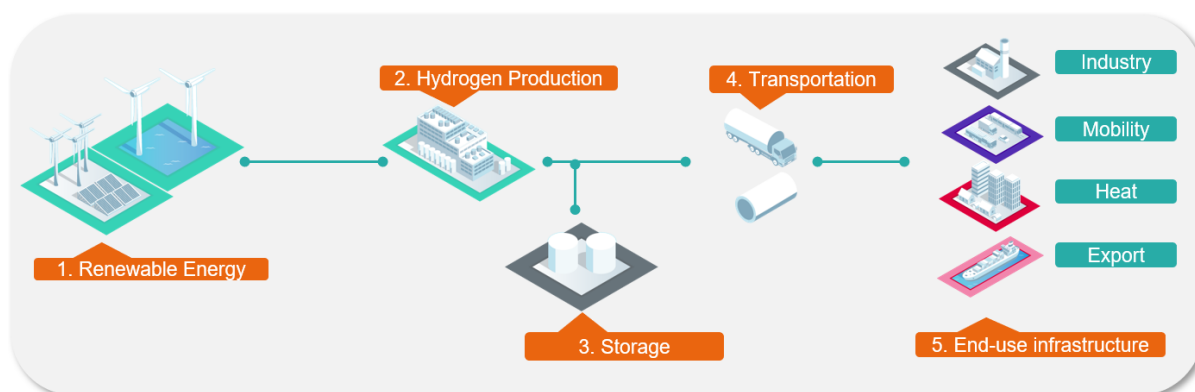 1. Renewable Energy
2. Hydrogen Production
3. Storage
4. Transportation
Industry
Mobility
Heat
Export
5. End-use infrastructure